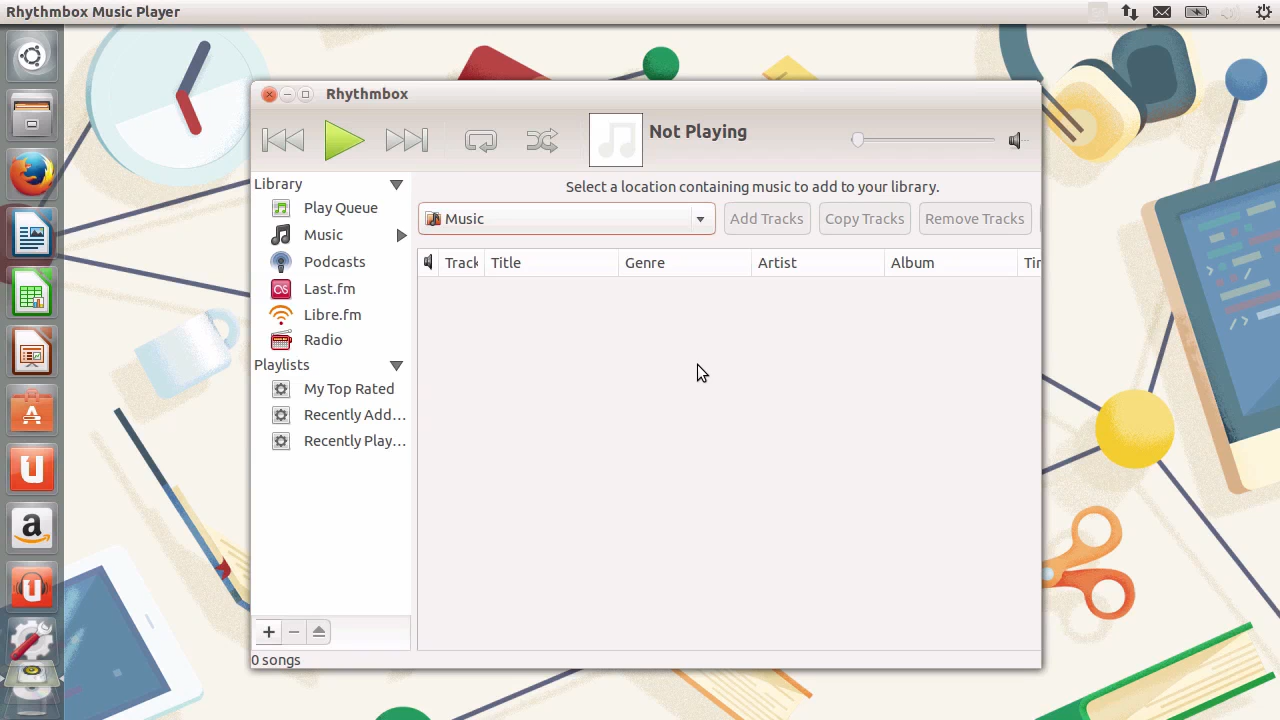 Rhythmbox Music Player
Rhythmbox
Not Playing
Library
Play Queue
Music
Podcasts
Last.fm
Libre.fm
Radio
Playlists
My Top Rated
Recently Add...
Recently Play...
0 songs
Select a location containing music to add to your library.
Music
Add Tracks
Copy Tracks
Remove Tracks
Track Title Genre Artist Album Tir